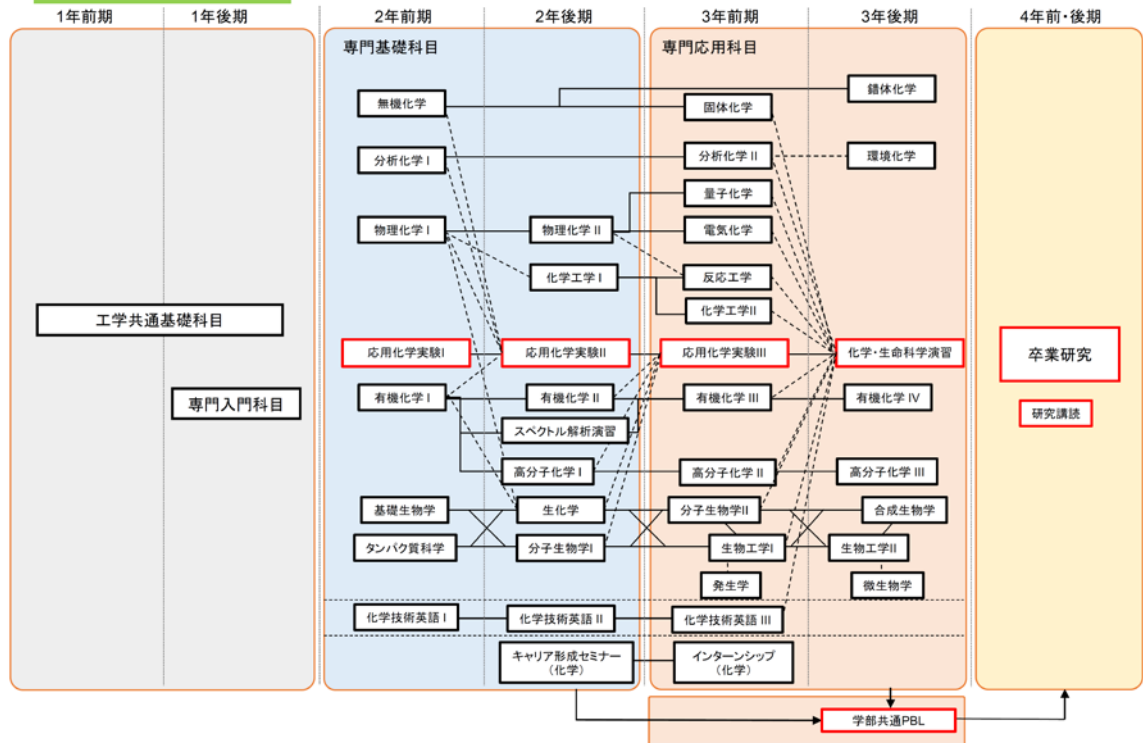 1年前期 1年後期 2年前期 2年後期 3年前期 3年後期 4年前・後期
専門基礎科目 専門応用科目
錯体化学
無機化学 固体化学
分析化学 I 分析化学 II 環境化学
量子化学
物理化学 I 物理化学 II 電気化学
化学工学 I 反応工学
化学工学II
工学共通基礎科目
応用化学実験I 応用化学実験II 応用化学実験III 化学・生命科学演習 卒業研究
専門入門科目 有機化学 I 有機化学 II 有機化学 III 有機化学 IV
研究講読
スペクトル解析演習
高分子化学 I 高分子化学 II 高分子化学 III
基礎生物学 生化学 分子生物学II 合成生物学
タンパク質科学 分子生物学I 生物工学I 生物工学II
発生学 微生物学
化学技術英語 I 化学技術英語 II 化学技術英語 III
キャリア形成セミナー
(化学)
インターンシップ
(化学)
学部共通PBL